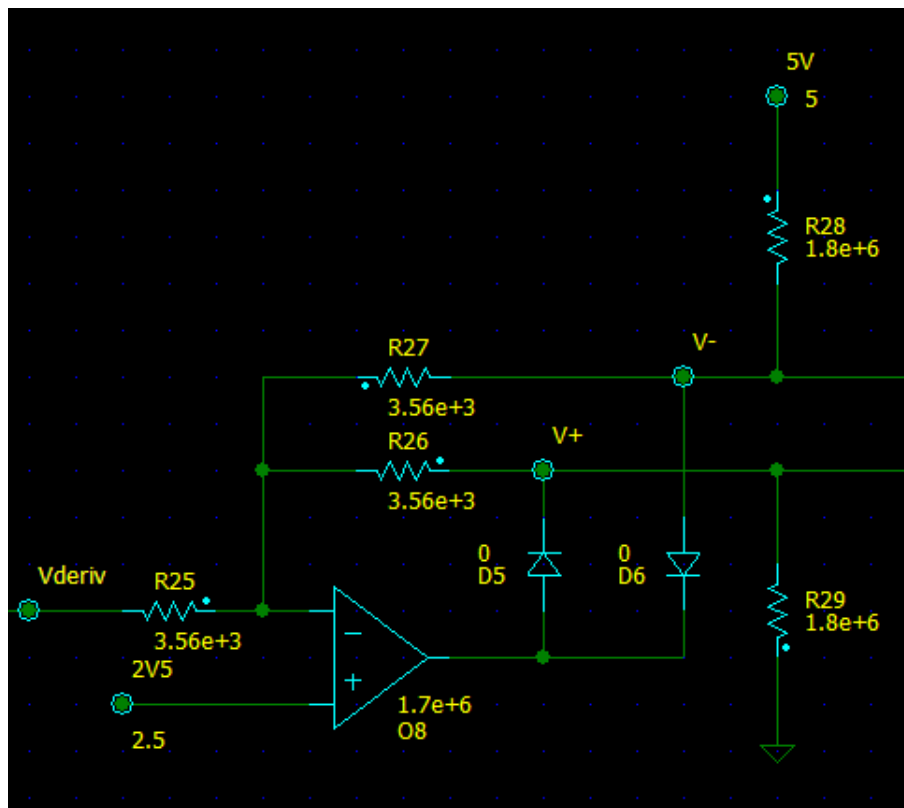 5V
5
R28
1.8e+6
V-
R27
3.56e+3
V+
R26
3.56e+3
0
D5
0
D6
Vderiv
R25
3.56e+3
R29
1.8e+6
2V5
2.5
1.7e+6
O8